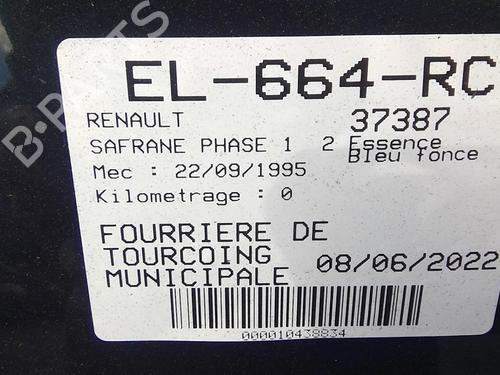 EL-664-RC
RENAULT 37387
SAFRANE PHASE 1 2 Essence
Bleu fonce
Mec : 22/09/1995
Kilometrage : 0
FOURRIERE DE
TOURCOING
MUNICIPALE 08/06/2022
000010438834
B-PARTS